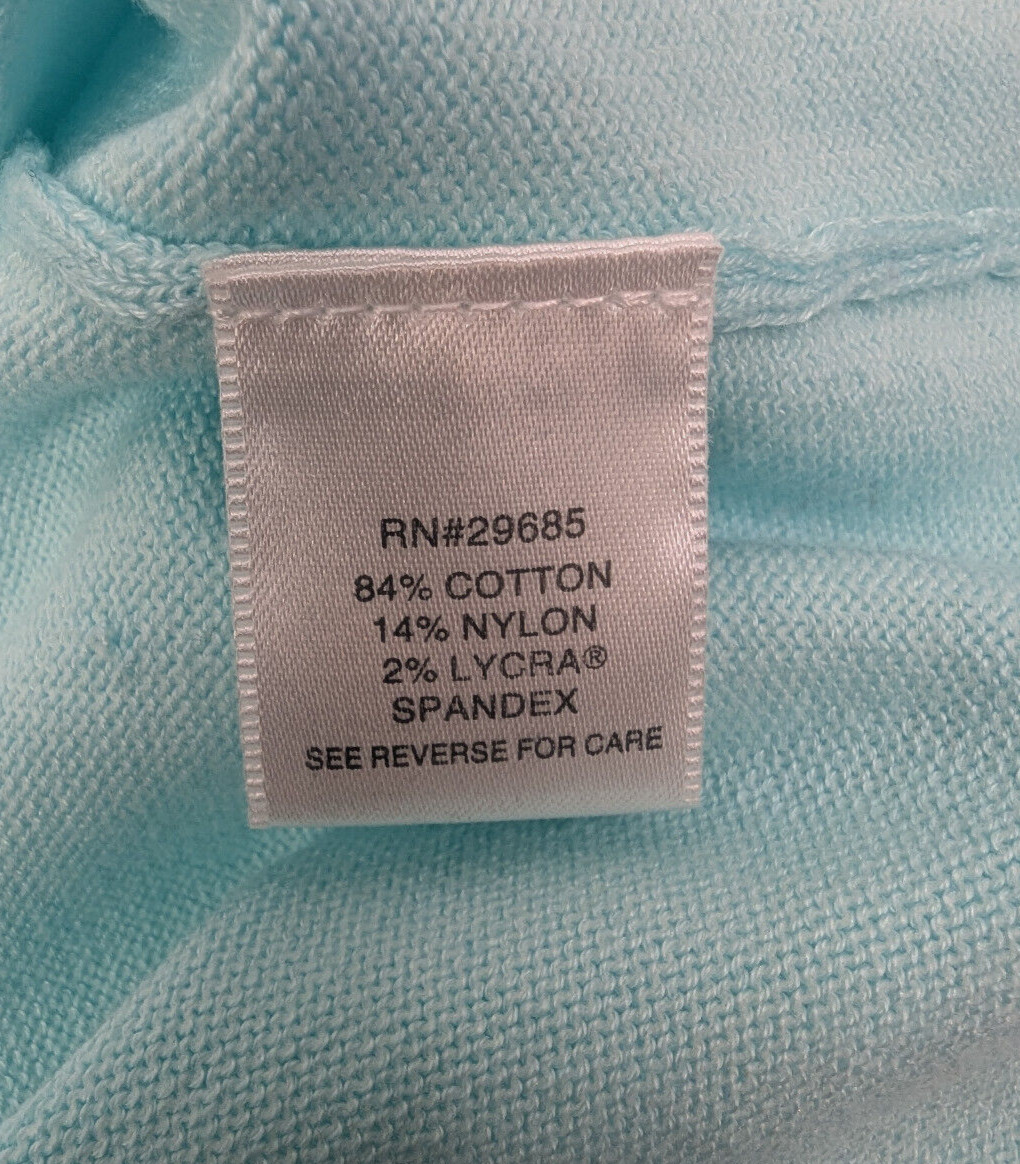 RN#29685
84% COTTON
14% NYLON
2% LYCRA®
SPANDEX
SEE REVERSE FOR CARE